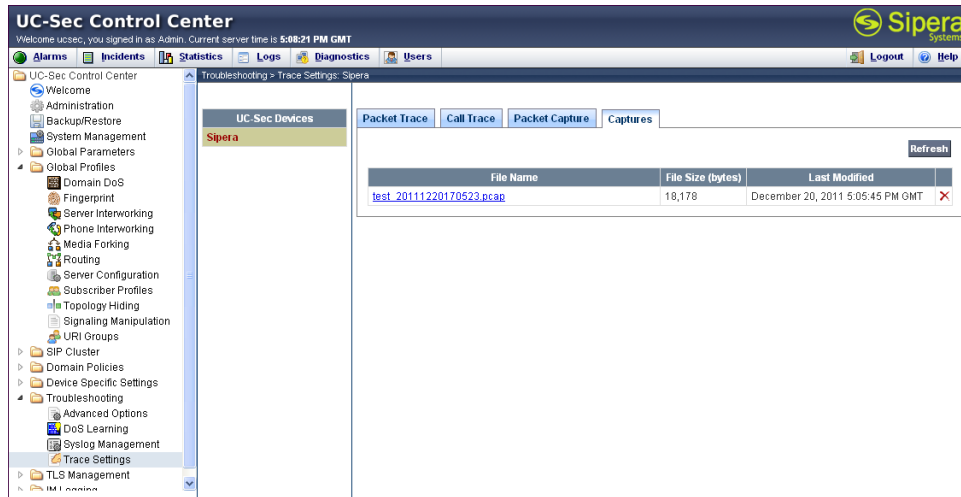 UC-Sec Control Center
Welcome ucsec, you signed in as Admin. Current server time is 5:08:21 PM GMT
Sipera
Systems
Alarms Incidents Statistics Logs Diagnostics Users Logout Help
UC-Sec Control Center
Welcome
Administration
Backup/Restore
System Management
Global Parameters
Global Profiles
Domain DoS
Fingerprint
Server Interworking
Phone Interworking
Media Forking
Routing
Server Configuration
Subscriber Profiles
Topology Hiding
Signaling Manipulation
URI Groups
SIP Cluster
Domain Policies
Device Specific Settings
Troubleshooting
Advanced Options
DoS Learning
Syslog Management
Trace Settings
TLS Management
IM Logging
Troubleshooting > Trace Settings: Sipera
UC-Sec Devices
Sipera
Packet Trace Call Trace Packet Capture Captures
Refresh
File Name File Size (bytes) Last Modified
test_20111220170523.pcap 18,178 December 20, 2011 5:05:45 PM GMT